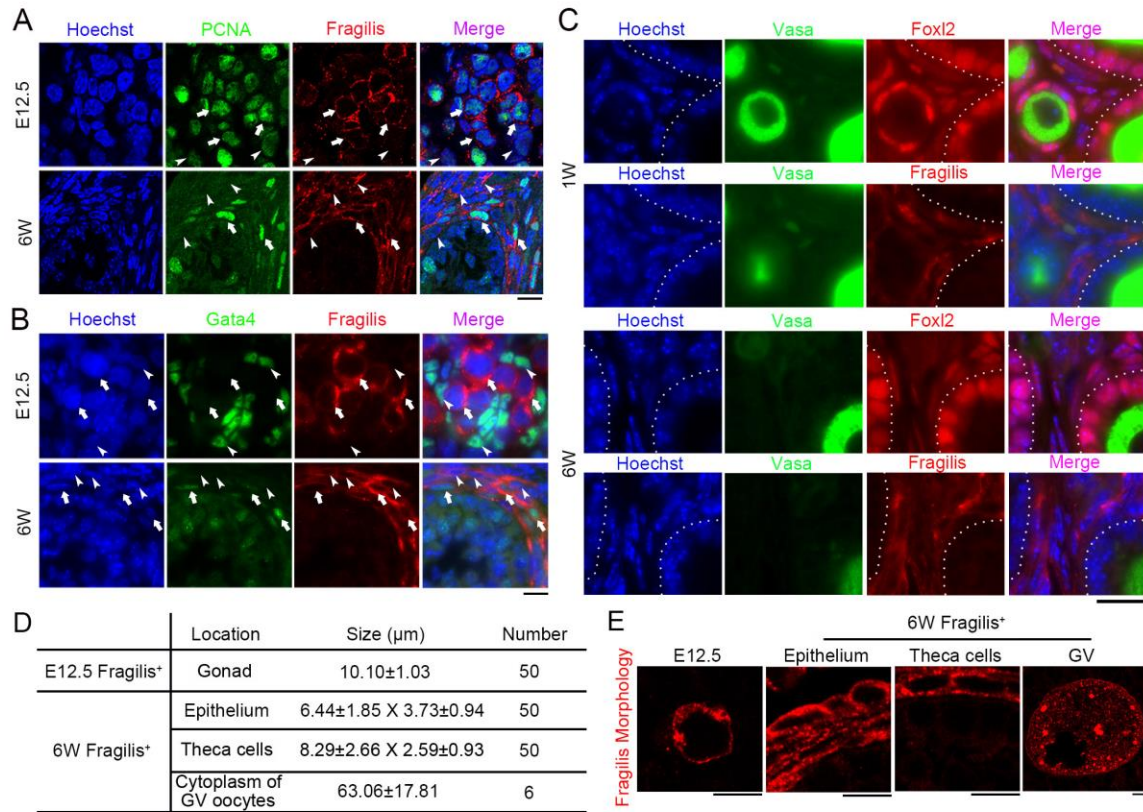 A
Hoechst PCNA Fragilis Merge
E12.5
6W
B
Hoechst Gata4 Fragilis Merge
E12.5
6W
C
Hoechst Vasa Foxl2 Merge
1W
Hoechst Vasa Fragilis Merge
Hoechst Vasa Foxl2 Merge
6W
Hoechst Vasa Fragilis Merge
D
Location Size (µm) Number
E12.5 Fragilis⁺ Gonad 10.10±1.03 50
6W Fragilis⁺ Epithelium 6.44±1.85 X 3.73±0.94 50
Theca cells 8.29±2.66 X 2.59±0.93 50
Cytoplasm of
GV oocytes 63.06±17.81 6
E
6W Fragilis⁺
E12.5 Epithelium Theca cells GV
Fragilis Morphology